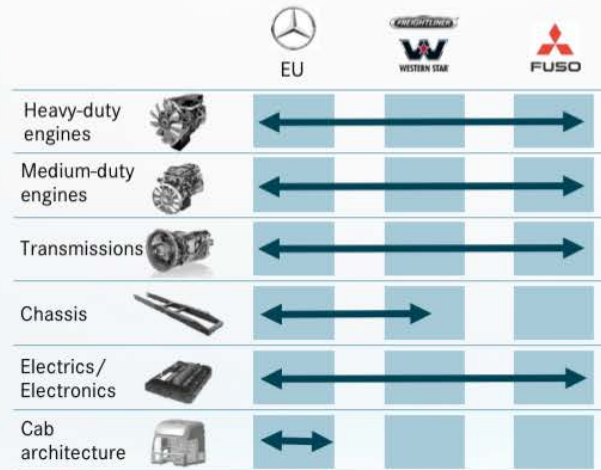 FREIGHTLINER
EU
WESTERN STAR
FUSO
Heavy-duty
engines
Medium-duty
engines
Transmissions
Chassis
Electrics/
Electronics
Cab
architecture